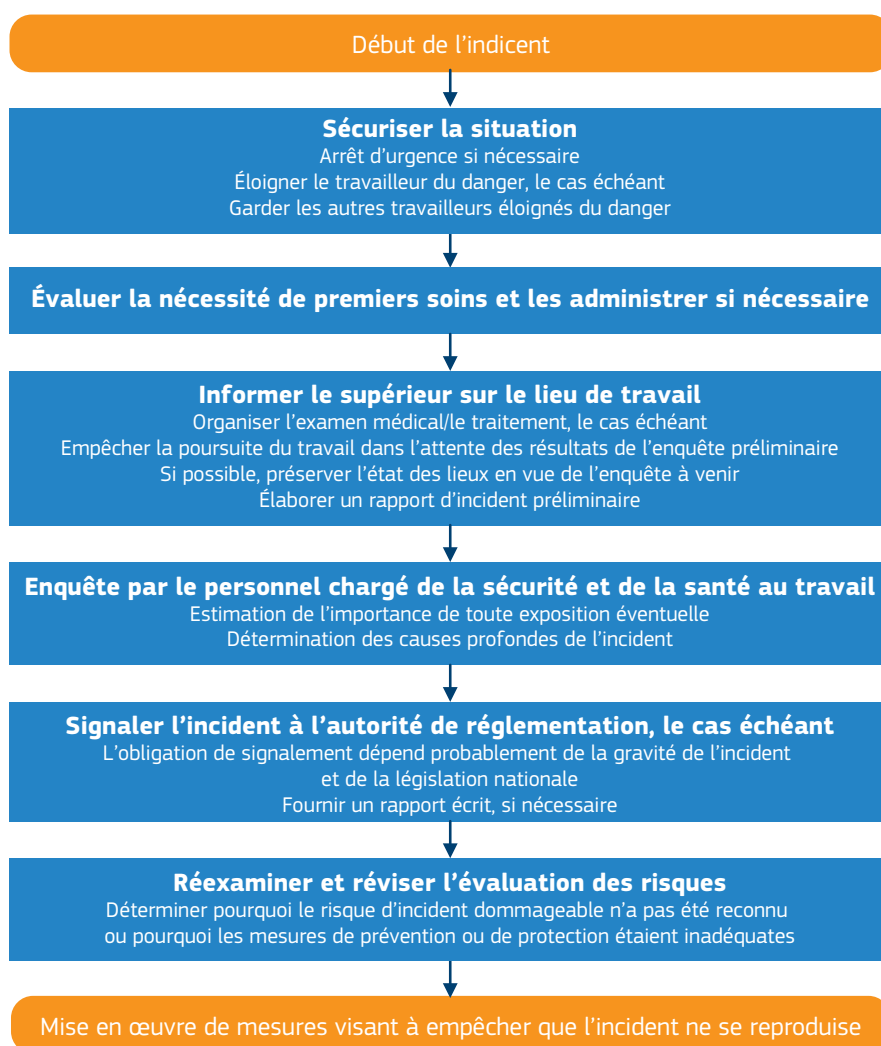 Début de l’indicent
Sécuriser la situation
Arrêt d’urgence si nécessaire
Éloigner le travailleur du danger, le cas échéant
Garder les autres travailleurs éloignés du danger
Évaluer la nécessité de premiers soins et les administrer si nécessaire
Informer le supérieur sur le lieu de travail
Organiser l’examen médical/le traitement, le cas échéant
Empêcher la poursuite du travail dans l’attente des résultats de l’enquête préliminaire
Si possible, préserver l’état des lieux en vue de l’enquête à venir
Élaborer un rapport d’incident préliminaire
Enquête par le personnel chargé de la sécurité et de la santé au travail
Estimation de l’importance de toute exposition éventuelle
Détermination des causes profondes de l’incident
Signaler l’incident à l’autorité de réglementation, le cas échéant
L’obligation de signalement dépend probablement de la gravité de l’incident
et de la législation nationale
Fournir un rapport écrit, si nécessaire
Réexaminer et réviser l’évaluation des risques
Déterminer pourquoi le risque d’incident dommageable n’a pas été reconnu
ou pourquoi les mesures de prévention ou de protection étaient inadéquates
Mise en œuvre de mesures visant à empêcher que l’incident ne se reproduise